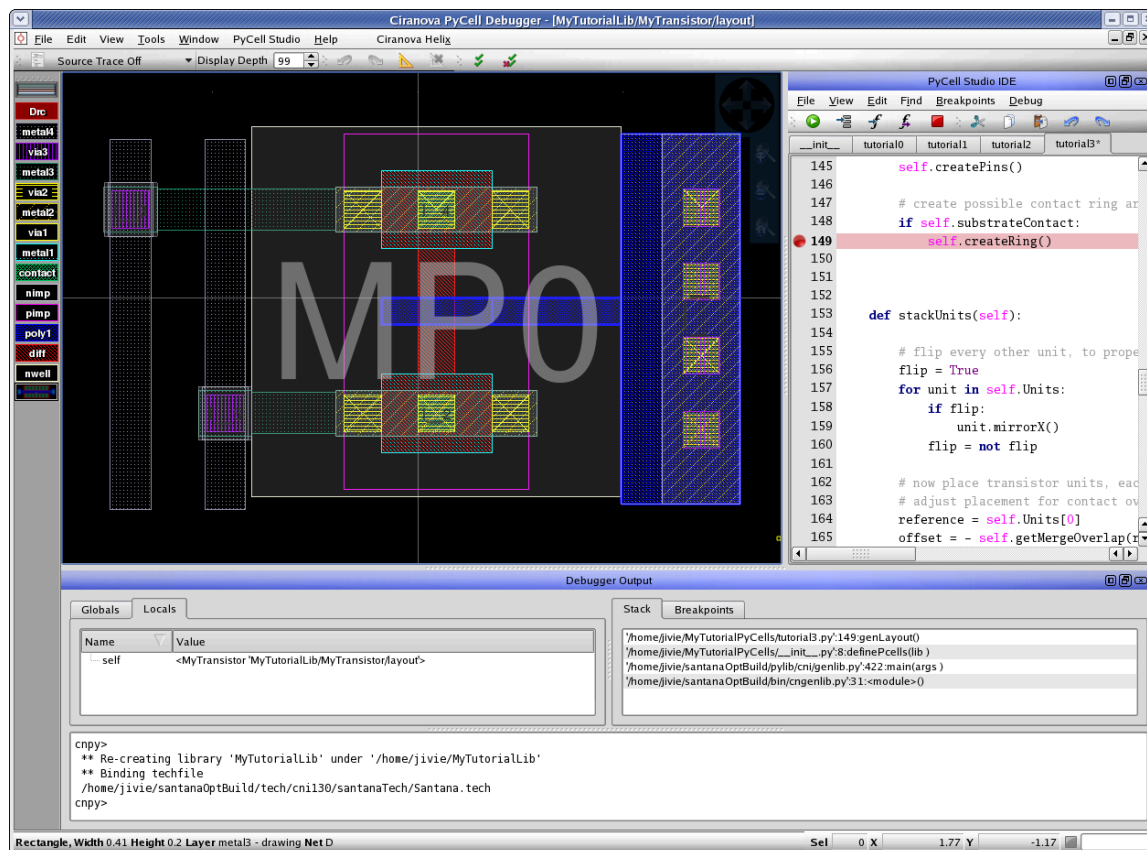 Ciranova PyCell Debugger - [MyTutorialLib/MyTransistor/layout]
File Edit View Tools Window PyCell Studio Help Ciranova Helix
Source Trace Off Display Depth 99
Drc
metal4
via3
metal3
via2
metal2
via1
metal1
contact
nimp
pimp
poly1
diff
nwell
MP0
PyCell Studio IDE
File View Edit Find Breakpoints Debug
__init__ tutorial0 tutorial1 tutorial2 tutorial3*
145 self.createPins()
146
147 # create possible contact ring ar
148 if self.substrateContact:
149 self.createRing()
150
151
152
153 def stackUnits(self):
154
155 # flip every other unit, to prope
156 flip = True
157 for unit in self.Units:
158 if flip:
159 unit.mirrorX()
160 flip = not flip
161
162 # now place transistor units, eac
163 # adjust placement for contact ov
164 reference = self.Units[0]
165 offset = - self.getMergeOverlap(r
Debugger Output
Globals Locals
Name Value
self <MyTransistor 'MyTutorialLib/MyTransistor/layout'>
Stack Breakpoints
'/home/jivie/MyTutorialPyCells/tutorial3.py':149:genLayout()
'/home/jivie/MyTutorialPyCells/__init__.py':8:definePcells(lib )
'/home/jivie/santanaOptBuild/pylib/cni/genlib.py':422:main(args )
'/home/jivie/santanaOptBuild/bin/cngenlib.py':31:<module>()
cnpy>
** Re-creating library 'MyTutorialLib' under '/home/jivie/MyTutorialLib'
** Binding techfile
/home/jivie/santanaOptBuild/tech/cni130/santanaTech/Santana.tech
cnpy>
Rectangle, Width 0.41 Height 0.2 Layer metal3 - drawing Net D Sel 0 X 1.77 Y -1.17